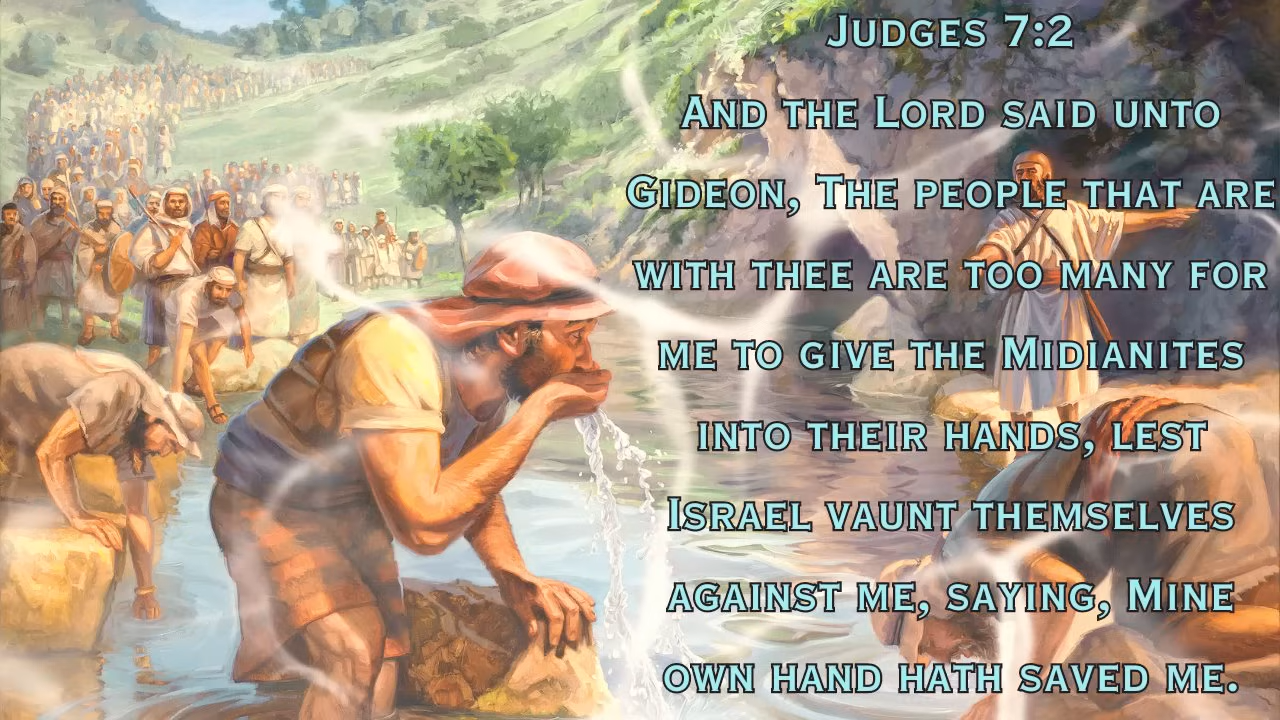 Judges 7:2
And the Lord said unto
Gideon, The people that are
with thee are too many for
me to give the Midianites
into their hands, lest
Israel vaunt themselves
against me, saying, Mine
own hand hath saved me.